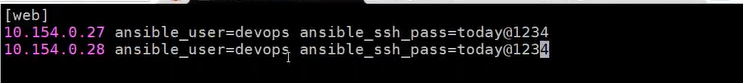 [web]
10.154.0.27 ansible_user=devops ansible_ssh_pass=today@1234
10.154.0.28 ansible_user=devops ansible_ssh_pass=today@1234